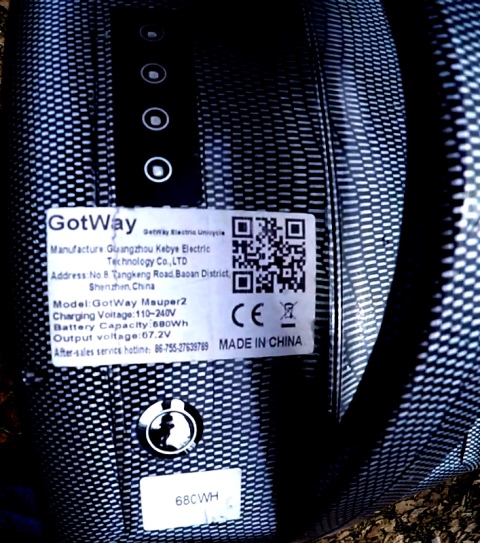 GotWay GotWay Electric Unicycle
Manufacture Guangzhou Kebye Electric
Technology Co.,LTD
Address:No.8 Tangkeng Road,Baoan District,
Shenzhen,China
Model:GotWay Msuper2
Charging Voltage:110~240V
Battery Capacity:680Wh
Output voltage:67.2V
After-sales service hotline: 86-755-27639789
MADE IN CHINA
680WH